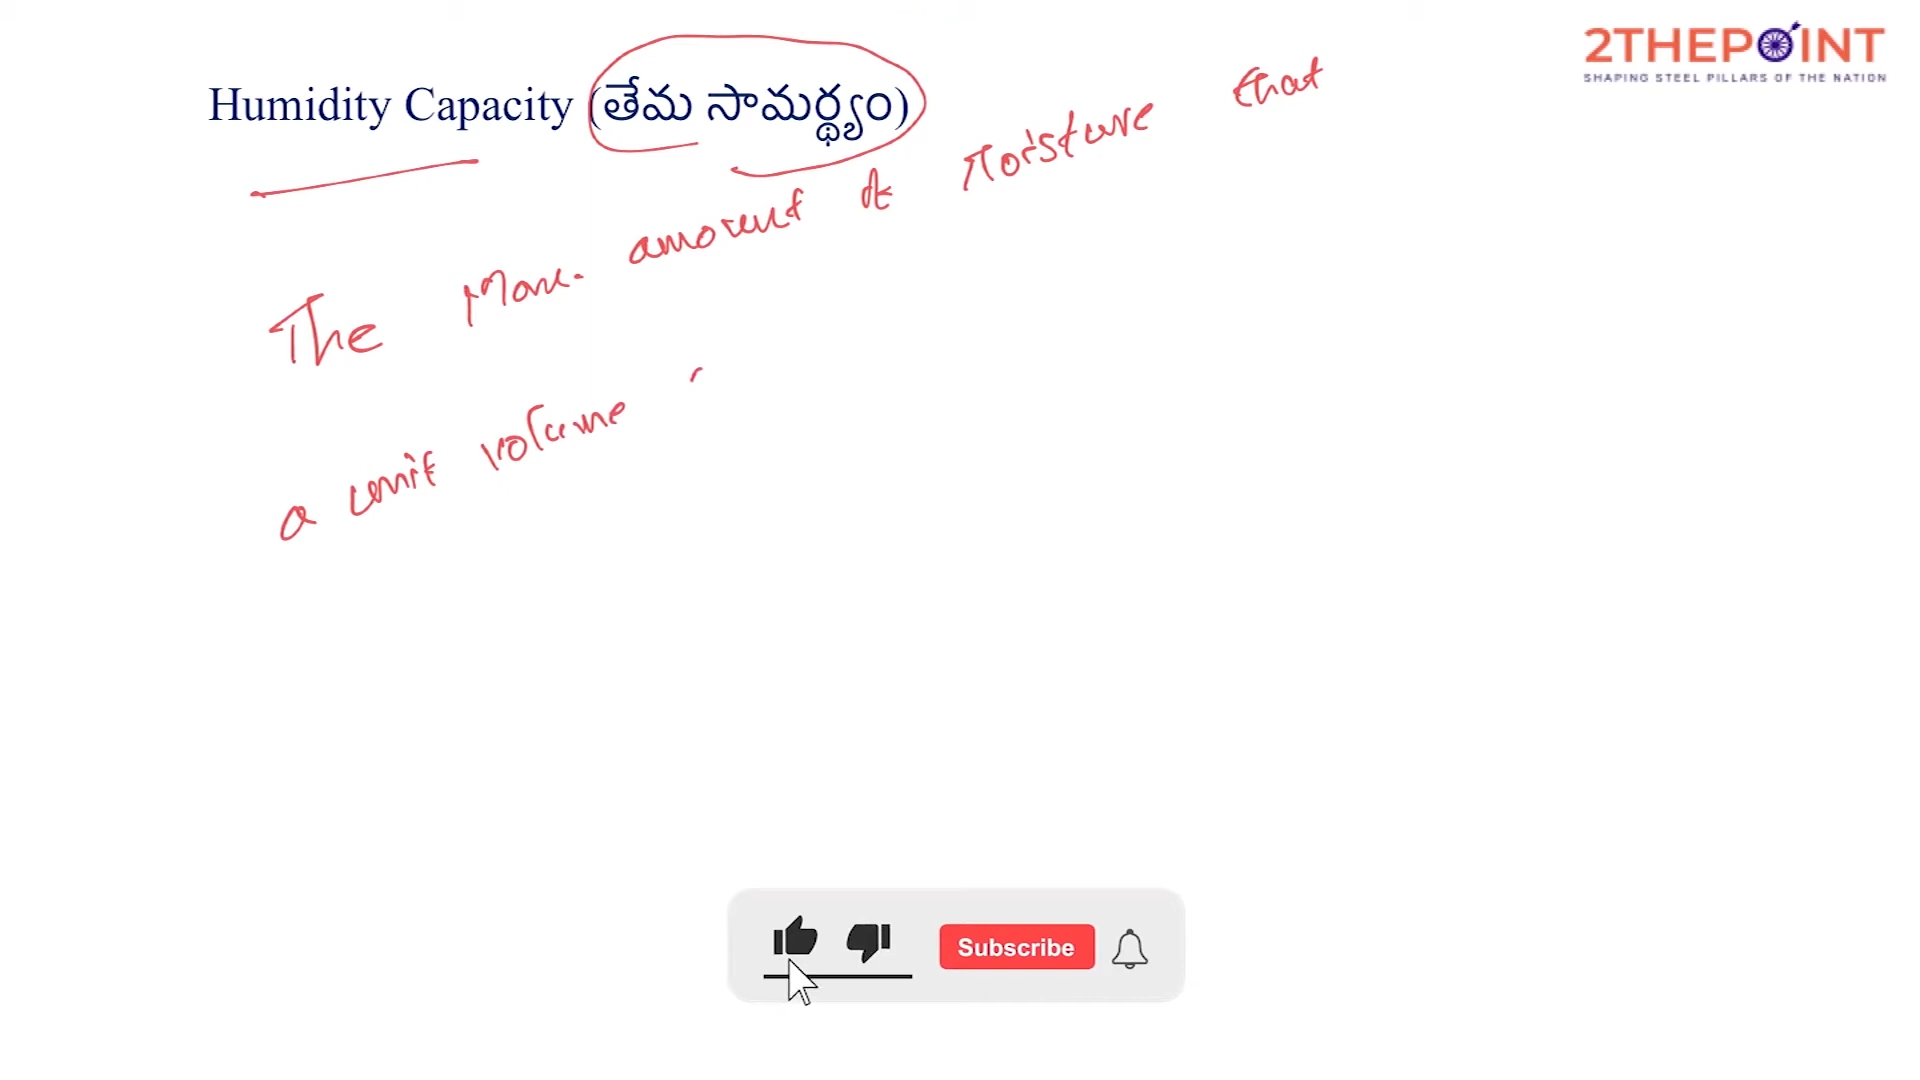 2THEPOINT
SHAPING STEEL PILLARS OF THE NATION
Humidity Capacity (తేమ సామర్థ్యం)
The Max. amount of Moisture that
a unit volume
Subscribe